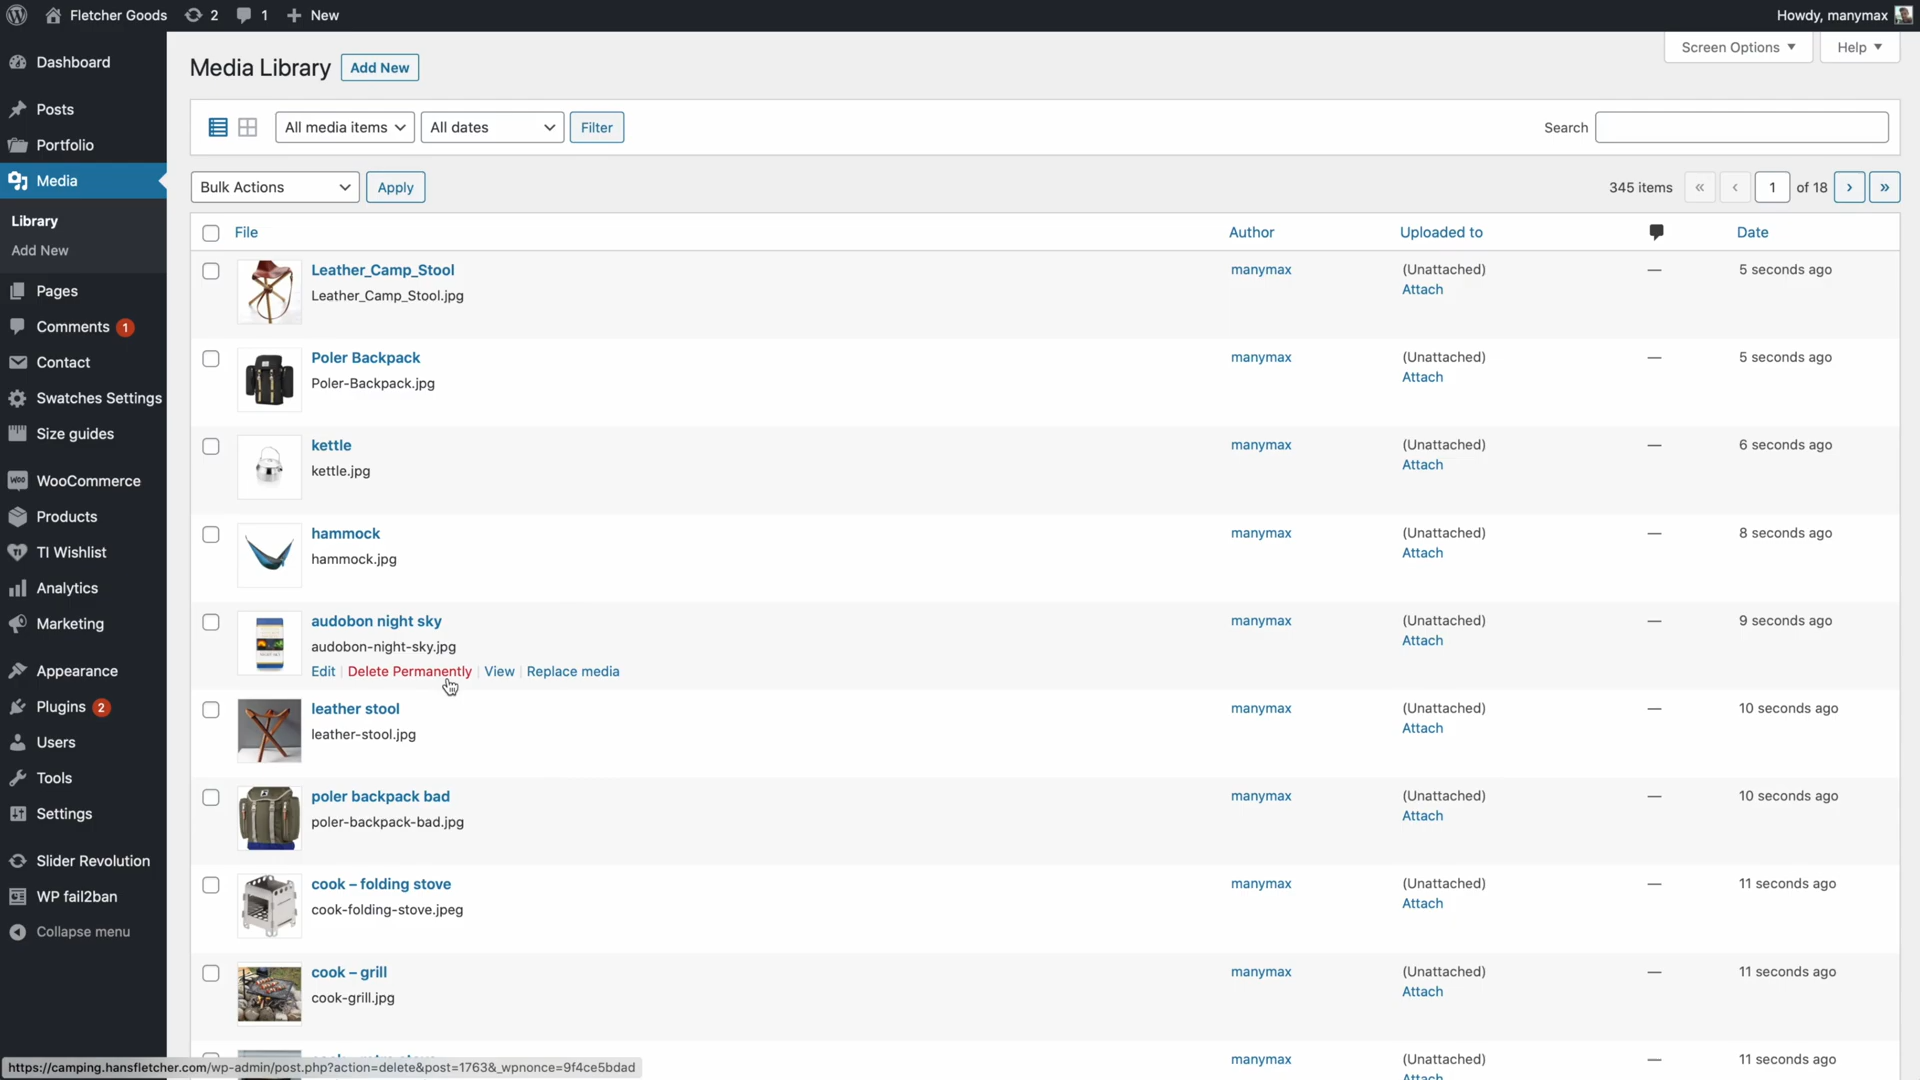 Fletcher Goods 2 1 New Howdy, manymax
Dashboard
Posts
Portfolio
Media
Library
Add New
Pages
Comments 1
Contact
Swatches Settings
Size guides
WooCommerce
Products
TI Wishlist
Analytics
Marketing
Appearance
Plugins 2
Users
Tools
Settings
Slider Revolution
WP fail2ban
Collapse menu
Screen Options Help
Media Library Add New
All media items All dates Filter Search
Bulk Actions Apply 345 items « ‹ 1 of 18 › »
File Author Uploaded to Date
Leather_Camp_Stool manymax (Unattached) — 5 seconds ago
Leather_Camp_Stool.jpg Attach
Poler Backpack manymax (Unattached) — 5 seconds ago
Poler-Backpack.jpg Attach
kettle manymax (Unattached) — 6 seconds ago
kettle.jpg Attach
hammock manymax (Unattached) — 8 seconds ago
hammock.jpg Attach
audobon night sky manymax (Unattached) — 9 seconds ago
audobon-night-sky.jpg Attach
Edit | Delete Permanently | View | Replace media
leather stool manymax (Unattached) — 10 seconds ago
leather-stool.jpg Attach
poler backpack bad manymax (Unattached) — 10 seconds ago
poler-backpack-bad.jpg Attach
cook – folding stove manymax (Unattached) — 11 seconds ago
cook-folding-stove.jpeg Attach
cook – grill manymax (Unattached) — 11 seconds ago
cook-grill.jpg Attach
manymax (Unattached) — 11 seconds ago
Attach
https://camping.hansfletcher.com/wp-admin/post.php?action=delete&post=1763&_wpnonce=9f4ce5bdad